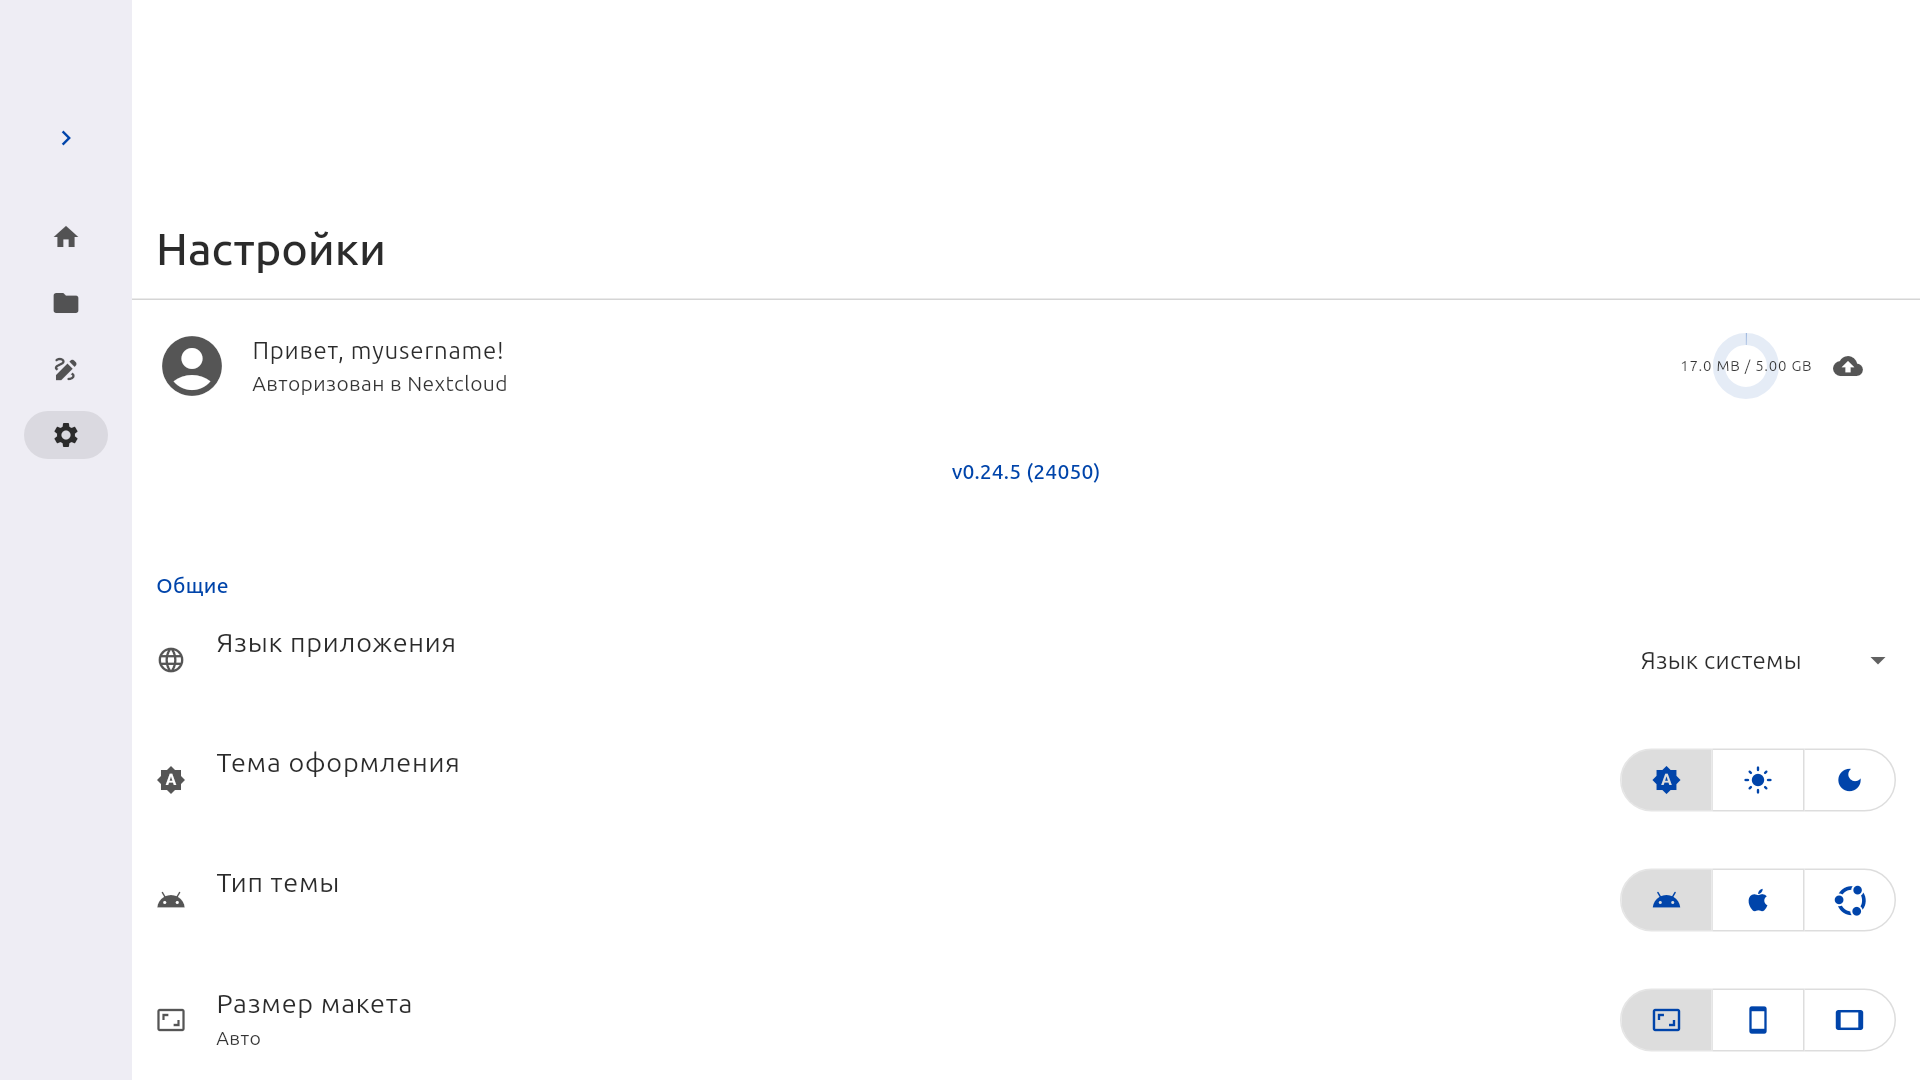 Настройки
Привет, myusername!
Авторизован в Nextcloud
17.0 MB / 5.00 GB
v0.24.5 (24050)
Общие
Язык приложения
Язык системы
Тема оформления
Тип темы
Размер макета
Авто